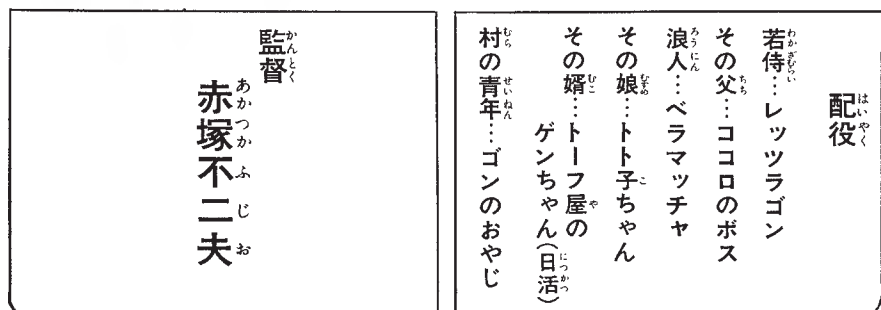 配役
若侍…レッツラゴン
その父…ココロのボス
浪人…ベラマッチャ
その娘…トト子ちゃん
その婿…トーフ屋の
ゲンちゃん(日活)
村の青年…ゴンのおやじ
監督
赤塚不二夫